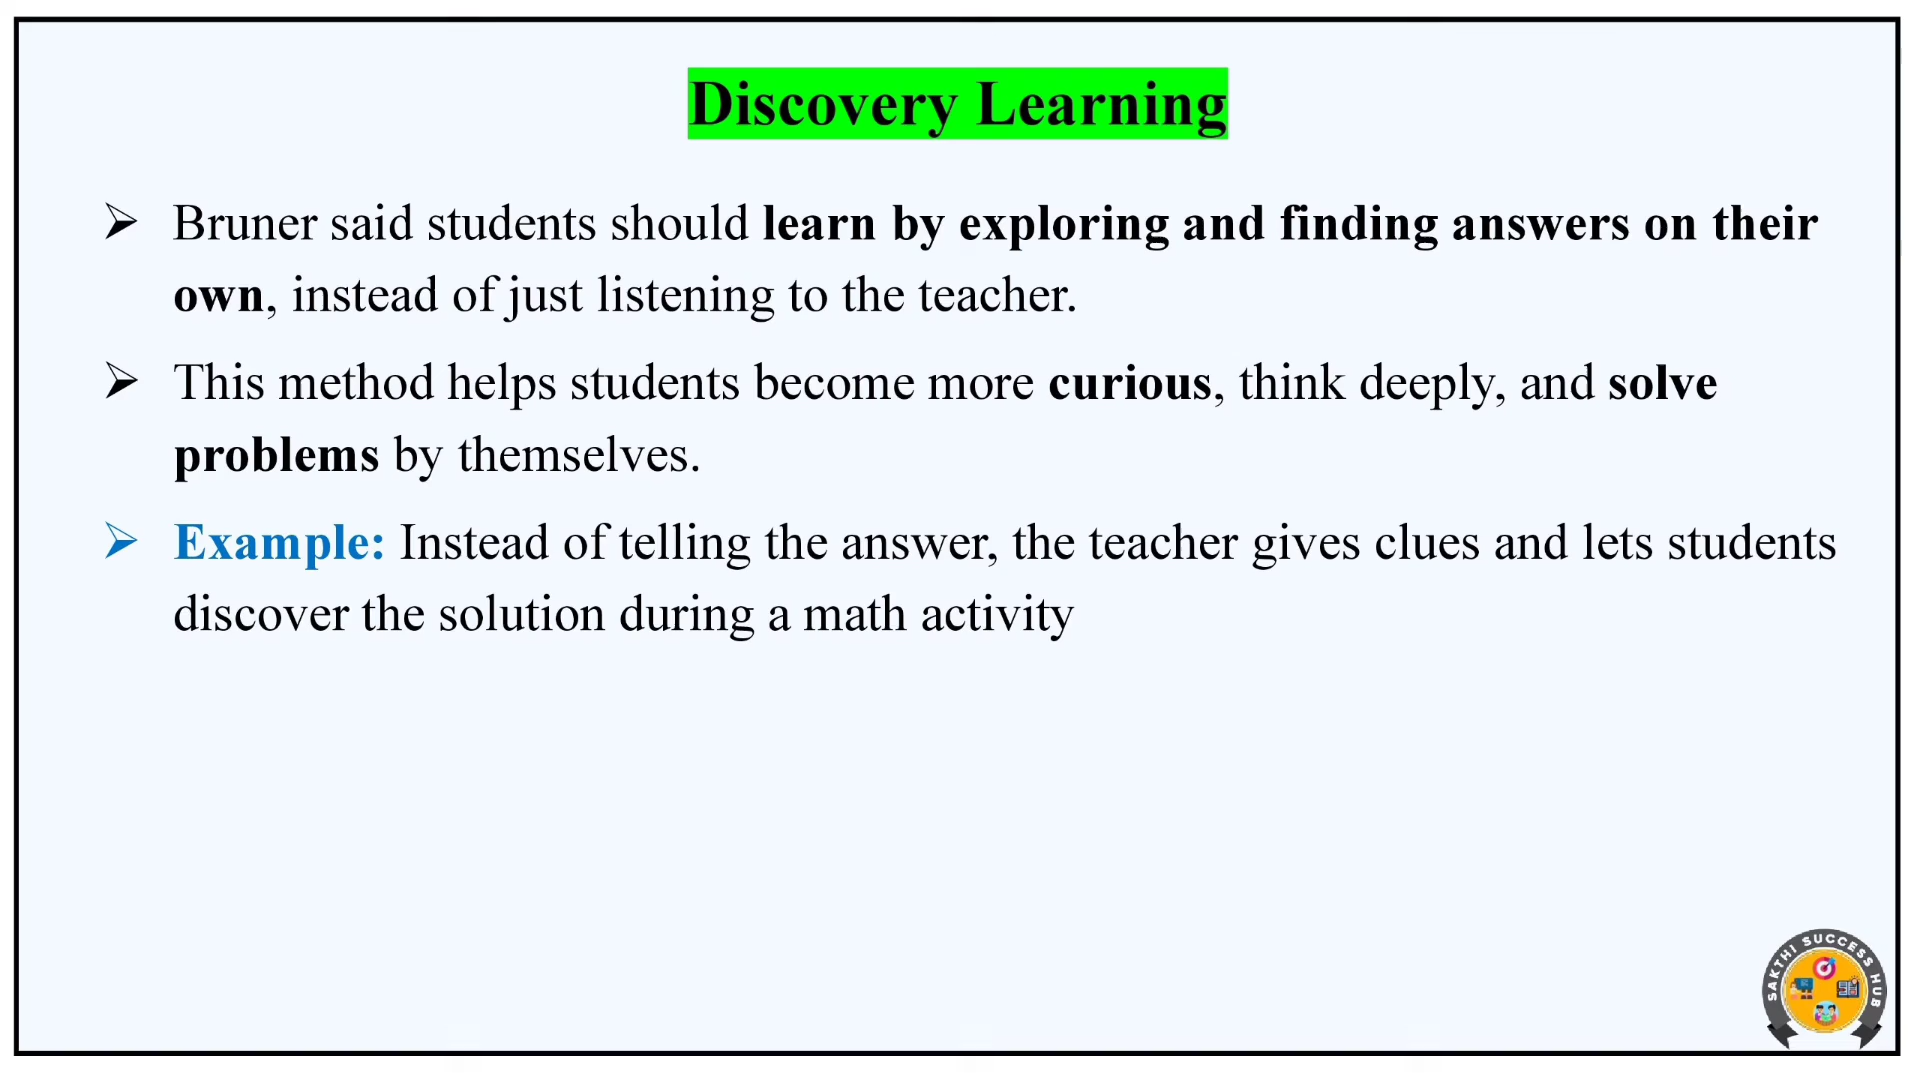 Discovery Learning
➢ Bruner said students should learn by exploring and finding answers on their
own, instead of just listening to the teacher.
➢ This method helps students become more curious, think deeply, and solve
problems by themselves.
➢ Example: Instead of telling the answer, the teacher gives clues and lets students
discover the solution during a math activity
SAKTHI SUCCESS HUB